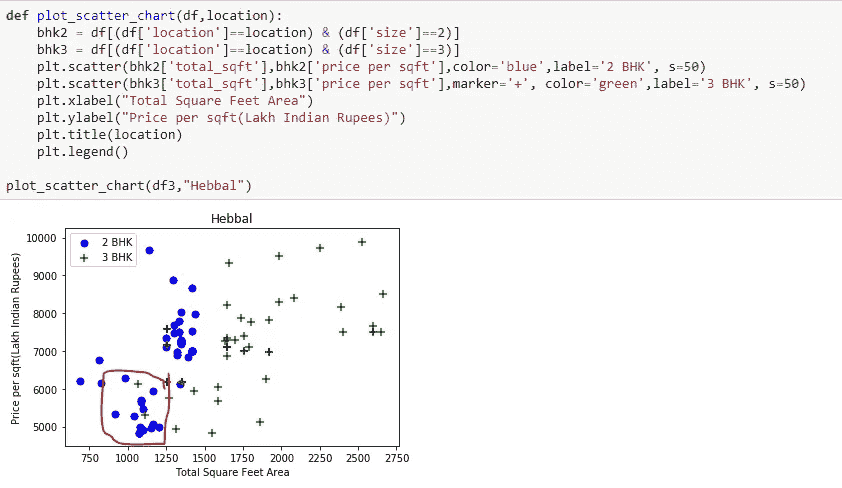 def plot_scatter_chart(df,location):
    bhk2 = df[(df['location']==location) & (df['size']==2)]
    bhk3 = df[(df['location']==location) & (df['size']==3)]
    plt.scatter(bhk2['total_sqft'],bhk2['price per sqft'],color='blue',label='2 BHK', s=50)
    plt.scatter(bhk3['total_sqft'],bhk3['price per sqft'],marker='+', color='green',label='3 BHK', s=50)
    plt.xlabel("Total Square Feet Area")
    plt.ylabel("Price per sqft(Lakh Indian Rupees)")
    plt.title(location)
    plt.legend()
plot_scatter_chart(df3,"Hebbal")
Hebbal
2 BHK
3 BHK
Price per sqft(Lakh Indian Rupees)
10000
9000
8000
7000
6000
5000
750 1000 1250 1500 1750 2000 2250 2500 2750
Total Square Feet Area